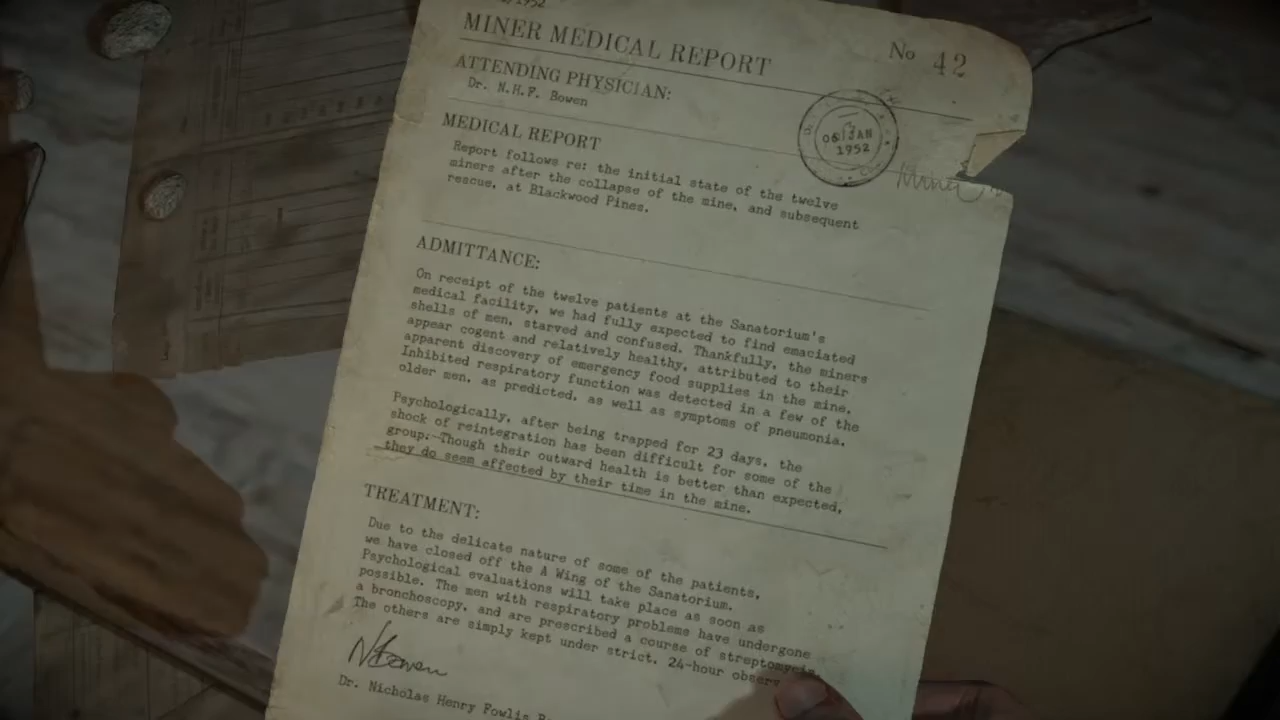 /1952
MINER MEDICAL REPORT
No 42
ATTENDING PHYSICIAN:
Dr. N.H.F. Bowen
06 JAN
1952
MEDICAL REPORT
Report follows re: the initial state of the twelve
miners after the collapse of the mine, and subsequent
rescue, at Blackwood Pines.
ADMITTANCE:
On receipt of the twelve patients at the Sanatorium's
medical facility, we had fully expected to find emaciated
shells of men, starved and confused. Thankfully, the miners
appear cogent and relatively healthy, attributed to their
apparent discovery of emergency food supplies in the mine.
Inhibited respiratory function was detected in a few of the
older men, as predicted, as well as symptoms of pneumonia.
Psychologically, after being trapped for 23 days, the
shock of reintegration has been difficult for some of the
group. Though their outward health is better than expected,
they do seem affected by their time in the mine.
TREATMENT:
Due to the delicate nature of some of the patients,
we have closed off the A Wing of the Sanatorium.
Psychological evaluations will take place as soon as
possible. The men with respiratory problems have undergone
a bronchoscopy, and are prescribed a course of streptomycin.
The others are simply kept under strict, 24-hour observ
NBowen
Dr. Nicholas Henry Fowlis B